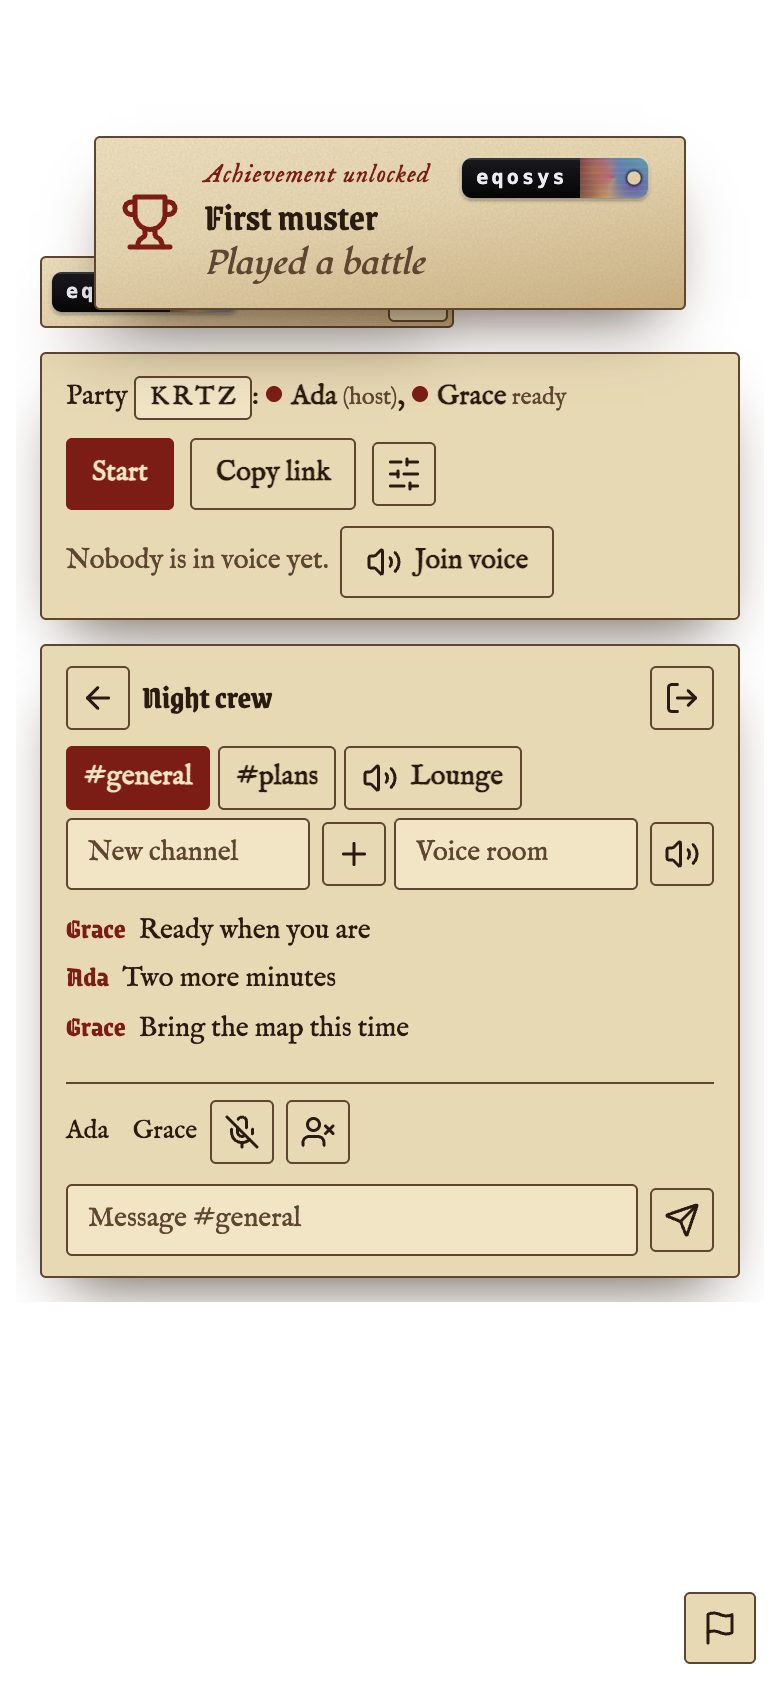 Achievement unlocked
eqosys
First muster
Played a battle
eq
Party KRTZ: Ada (host), Grace ready
Start Copy link
Nobody is in voice yet. Join voice
Night crew
#general #plans Lounge
New channel Voice room
Grace Ready when you are
Ada Two more minutes
Grace Bring the map this time
Ada Grace
Message #general